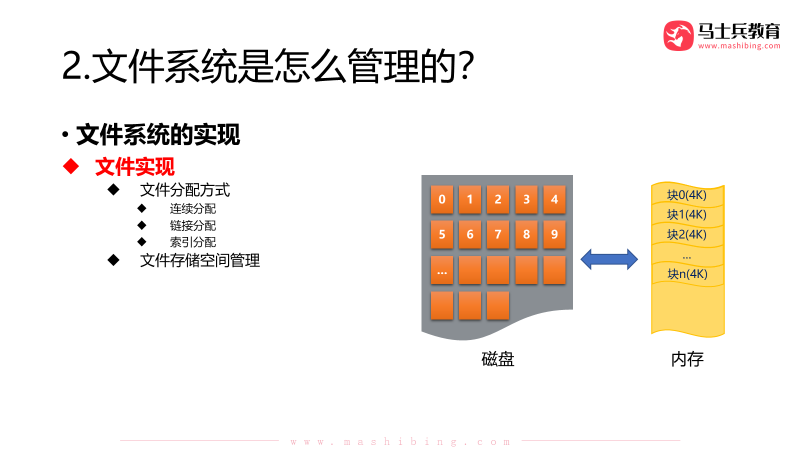 马士兵教育
www.mashibing.com
2.文件系统是怎么管理的?
• 文件系统的实现
◆ 文件实现
◆ 文件分配方式
◆ 连续分配
◆ 链接分配
◆ 索引分配
◆ 文件存储空间管理
0 1 2 3 4
5 6 7 8 9
...
磁盘
块0(4K)
块1(4K)
块2(4K)
...
块n(4K)
内存
www.mashibing.com